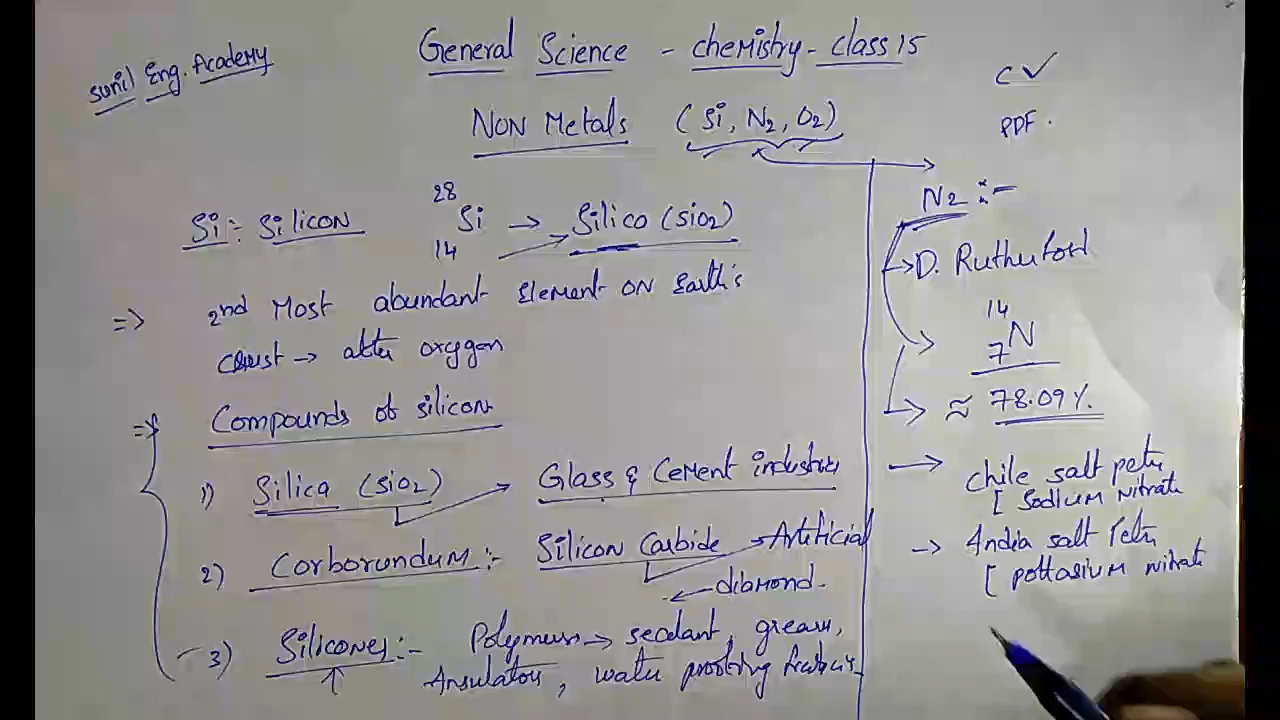 Sunil Eng. Academy
General Science - chemistry - class 15
C ✓
PDF.
NON Metals (Si, N2, O2)
Si :- Silicon 28 14 Si → Silico (SiO2)
⇒ 2nd Most abundant Element ON Earth's
crust → after oxygen
⇒ Compounds of silicon
1) Silica (SiO2) → Glass & Cement industries
2) Corborundum :- Silicon Carbide → Artificial
← diamond.
3) Silicones :- Polymers → sealant, grease,
Insulators, water proofing fabrics
N2 :-
→ D. Rutherford
→ 14 7 N
→ ≈ 78.09%
→ chile salt petre
[ Sodium nitrate
→ India salt Petre
[ pottasium nitrate